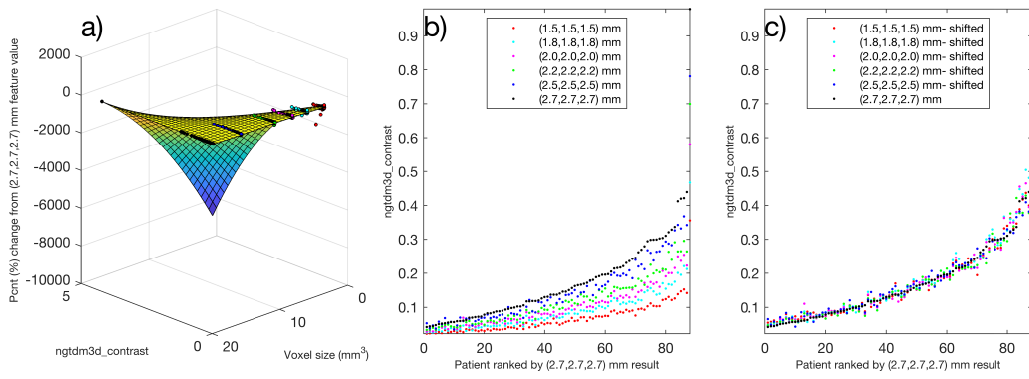 a)
Pcnt (%) change from (2.7,2.7,2.7) mm feature value
2000
0
-2000
-4000
-6000
-8000
-10000
5
0
ngtdm3d_contrast
20
10
0
Voxel size (mm³)
b)
(1.5,1.5,1.5) mm
(1.8,1.8,1.8) mm
(2.0,2.0,2.0) mm
(2.2,2.2,2.2) mm
(2.5,2.5,2.5) mm
(2.7,2.7,2.7) mm
ngtdm3d_contrast
0.9
0.8
0.7
0.6
0.5
0.4
0.3
0.2
0.1
0 20 40 60 80
Patient ranked by (2.7,2.7,2.7) mm result
c)
(1.5,1.5,1.5) mm- shifted
(1.8,1.8,1.8) mm- shifted
(2.0,2.0,2.0) mm- shifted
(2.2,2.2,2.2) mm- shifted
(2.5,2.5,2.5) mm- shifted
(2.7,2.7,2.7) mm
ngtdm3d_contrast
0.9
0.8
0.7
0.6
0.5
0.4
0.3
0.2
0.1
0 20 40 60 80
Patient ranked by (2.7,2.7,2.7) mm result